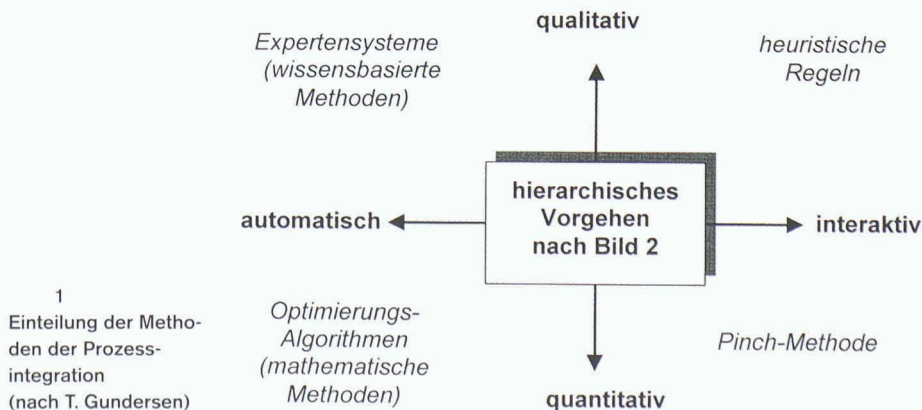 qualitativ
Expertensysteme
(wissensbasierte
Methoden)
heuristische
Regeln
automatisch
hierarchisches
Vorgehen
nach Bild 2
interaktiv
Optimierungs-
Algorithmen
(mathematische
Methoden)
Pinch-Methode
quantitativ
1
Einteilung der Metho-
den der Prozess-
integration
(nach T. Gundersen)